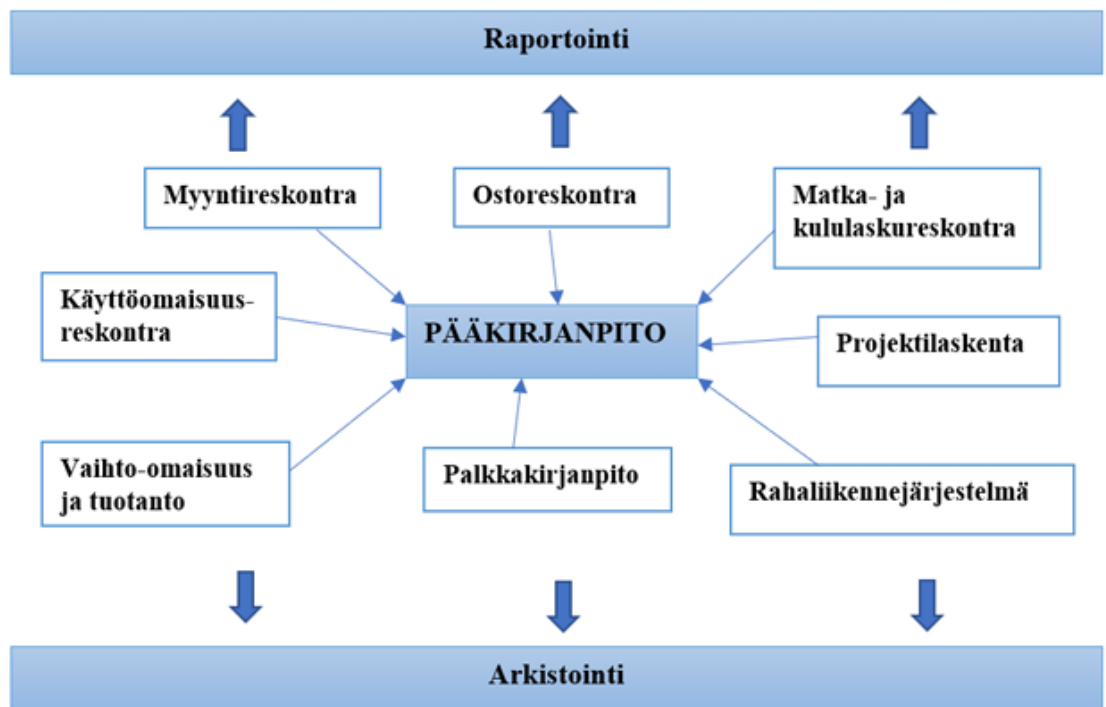 Raportointi
Myyntireskontra
Ostoreskontra
Matka- ja
kululaskureskontra
Käyttöomaisuus-
reskontra
PÄÄKIRJANPITO
Projektilaskenta
Vaihto-omaisuus
ja tuotanto
Palkkakirjanpito
Rahaliikennejärjestelmä
Arkistointi